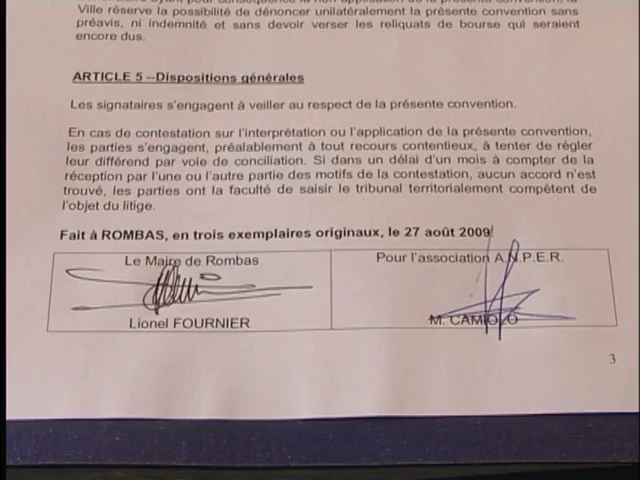 Ville réserve la possibilité de dénoncer unilatéralement la présente convention sans
préavis, ni indemnité et sans devoir verser les reliquats de bourse qui seraient
encore dus.
ARTICLE 5 –Dispositions générales
Les signataires s'engagent à veiller au respect de la présente convention.
En cas de contestation sur l'interprétation ou l'application de la présente convention,
les parties s'engagent, préalablement à tout recours contentieux, à tenter de régler
leur différend par voie de conciliation. Si dans un délai d'un mois à compter de la
réception par l'une ou l'autre partie des motifs de la contestation, aucun accord n'est
trouvé, les parties ont la faculté de saisir le tribunal territorialement compétent de
l'objet du litige.
Fait à ROMBAS, en trois exemplaires originaux, le 27 août 2009
Le Maire de Rombas
Lionel FOURNIER
Pour l'association A.N.P.E.R.
M. CAMIOLO
3